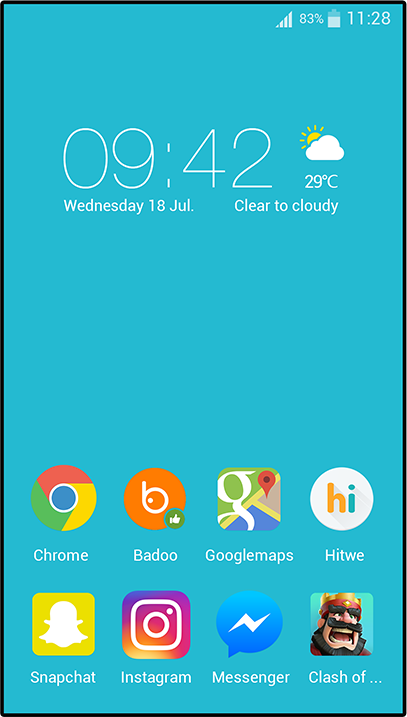 83% 11:28
09:42
29°C
Wednesday 18 Jul. Clear to cloudy
hi
Chrome Badoo Googlemaps Hitwe
Snapchat Instagram Messenger Clash of ...